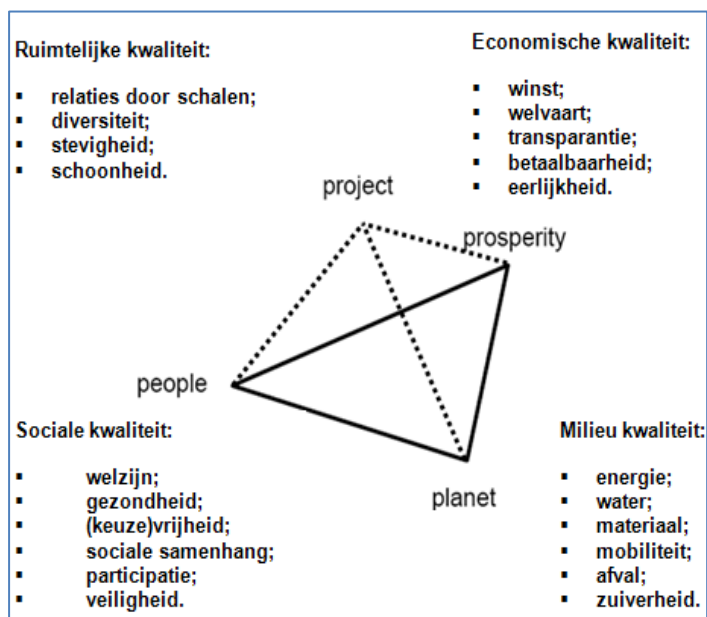 Ruimtelijke kwaliteit:
▪ relaties door schalen;
▪ diversiteit;
▪ stevigheid;
▪ schoonheid.
Economische kwaliteit:
▪ winst;
▪ welvaart;
▪ transparantie;
▪ betaalbaarheid;
▪ eerlijkheid.
project
prosperity
people
planet
Sociale kwaliteit:
▪ welzijn;
▪ gezondheid;
▪ (keuze)vrijheid;
▪ sociale samenhang;
▪ participatie;
▪ veiligheid.
Milieu kwaliteit:
▪ energie;
▪ water;
▪ materiaal;
▪ mobiliteit;
▪ afval;
▪ zuiverheid.